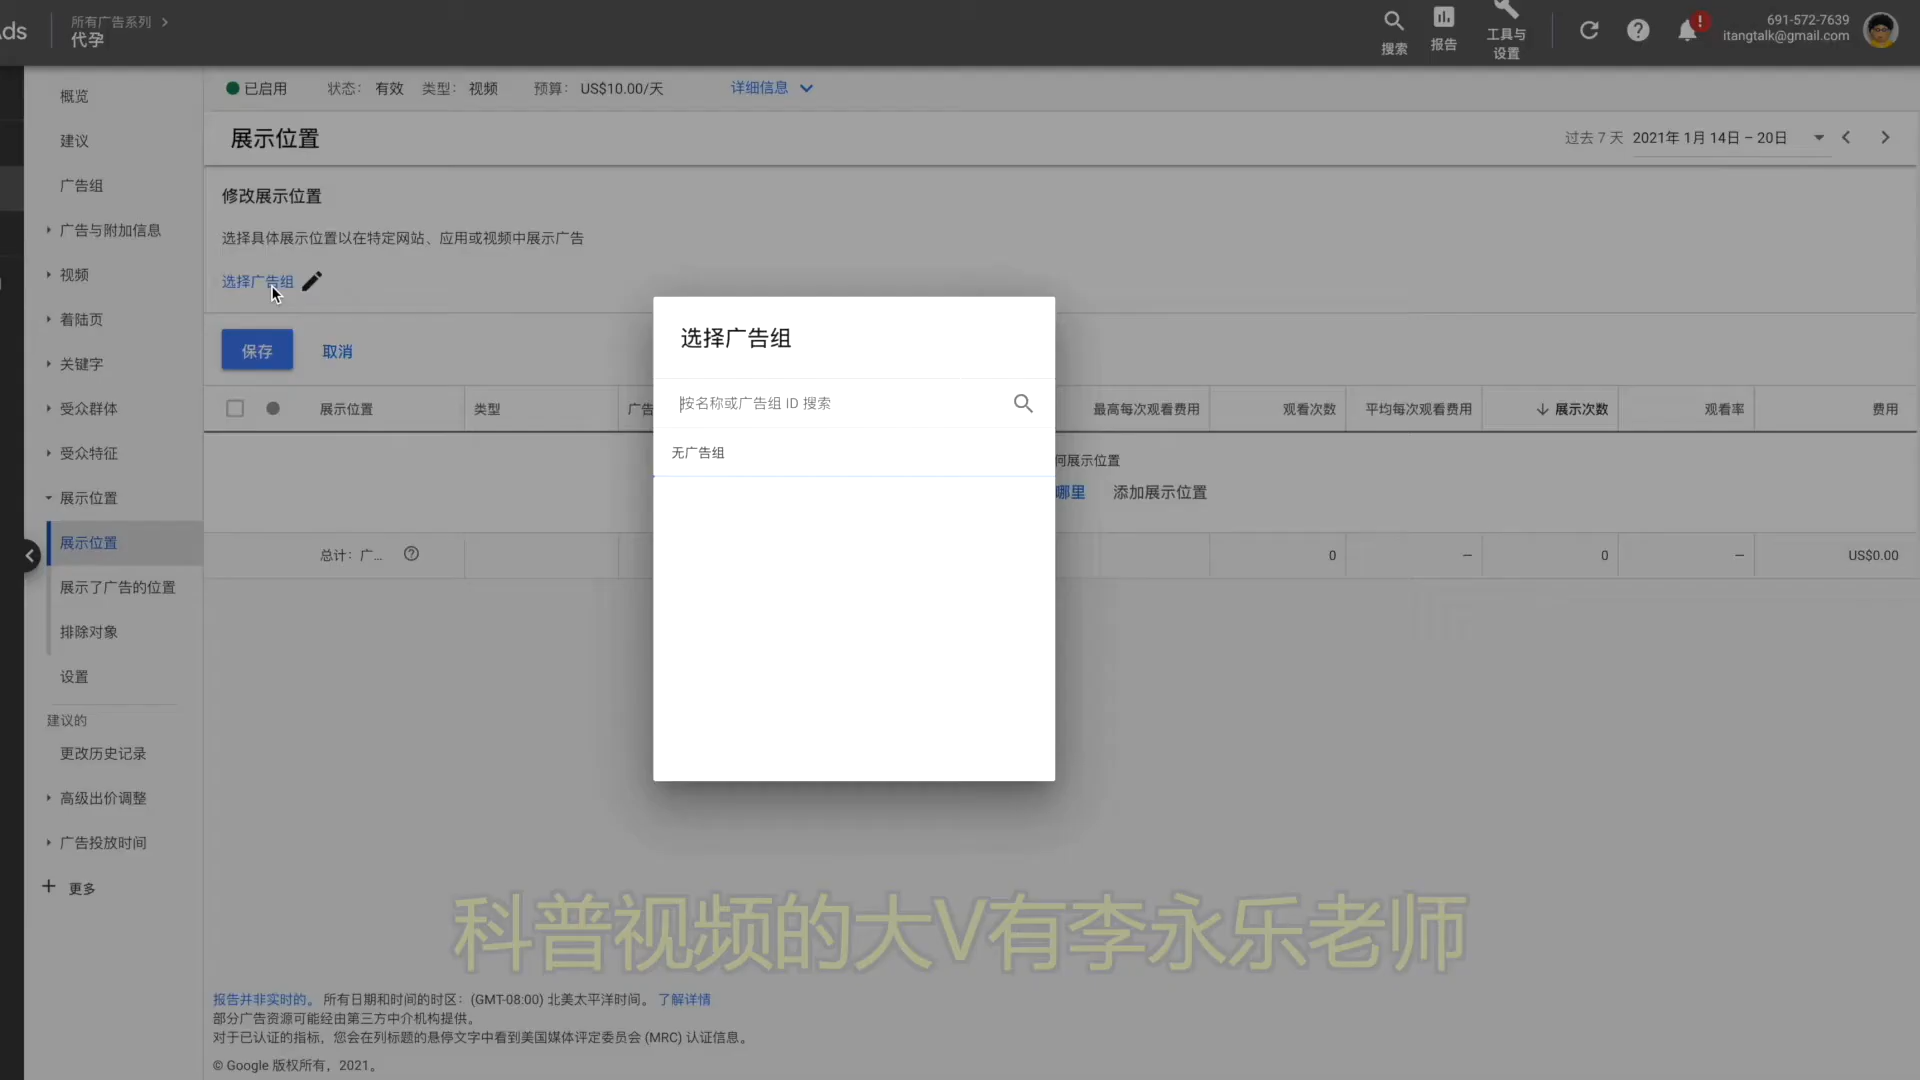 ds
所有广告系列
代孕
搜索
报告
工具与
设置
691-572-7639
itangtalk@gmail.com
已启用
状态： 有效 类型： 视频 预算： US$10.00/天 详细信息
展示位置
过去 7 天 2021年 1月 14日 – 20日
修改展示位置
选择具体展示位置以在特定网站、应用或视频中展示广告
选择广告组
保存 取消
展示位置 类型 广告 最高每次观看费用 观看次数 平均每次观看费用 展示次数 观看率 费用
何展示位置
哪里 添加展示位置
总计：广... 0 — 0 — US$0.00
选择广告组
按名称或广告组 ID 搜索
无广告组
概览
建议
广告组
广告与附加信息
视频
着陆页
关键字
受众群体
受众特征
展示位置
展示位置
展示了广告的位置
排除对象
设置
建议的
更改历史记录
高级出价调整
广告投放时间
更多
科普视频的大V有李永乐老师
报告并非实时的。 所有日期和时间的时区：(GMT-08:00) 北美太平洋时间。 了解详情
部分广告资源可能经由第三方中介机构提供。
对于已认证的指标，您会在列标题的悬停文字中看到美国媒体评定委员会 (MRC) 认证信息。
© Google 版权所有，2021。